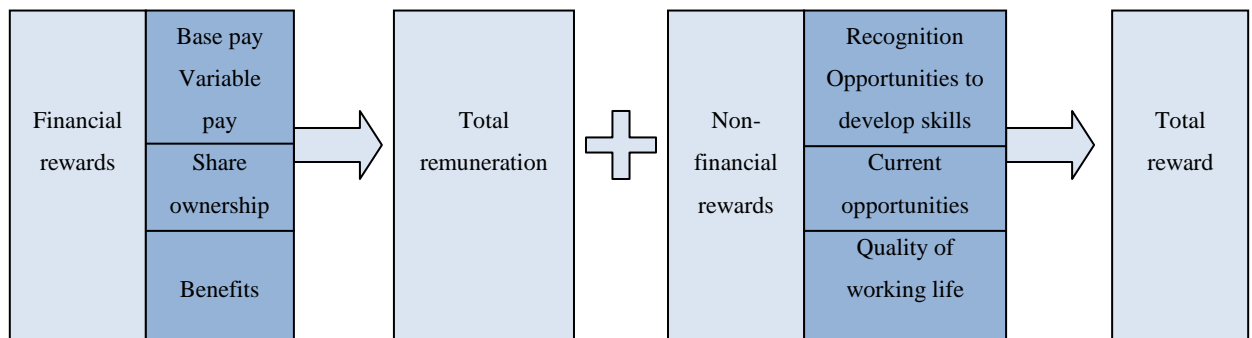 Financial
rewards
Base pay
Variable
pay
Share
ownership
Benefits
Total
remuneration
Non-
financial
rewards
Recognition
Opportunities to
develop skills
Current
opportunities
Quality of
working life
Total
reward